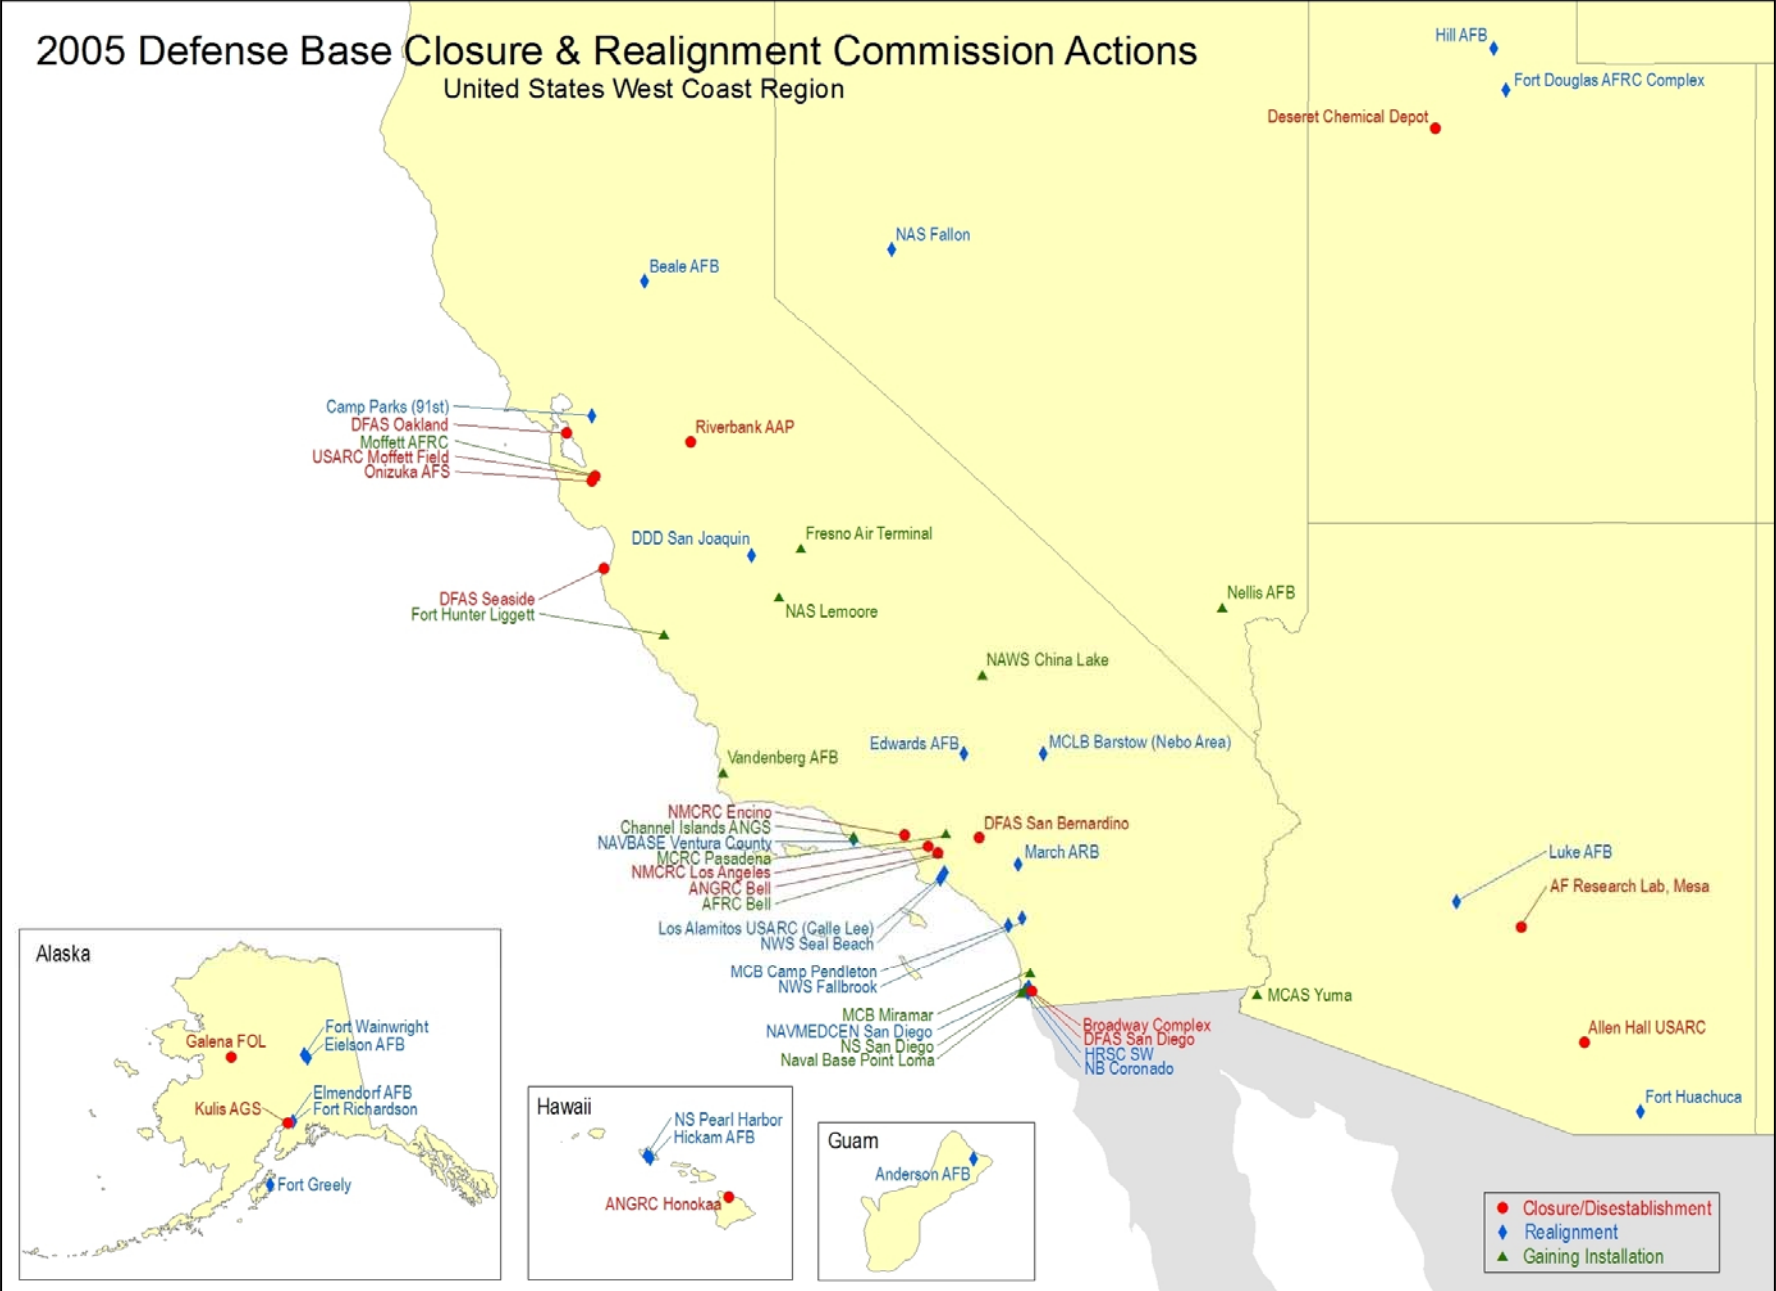 2005 Defense Base Closure & Realignment Commission Actions
United States West Coast Region
Hill AFB
Fort Douglas AFRC Complex
Deseret Chemical Depot
NAS Fallon
Beale AFB
Camp Parks (91st)
DFAS Oakland
Moffett AFRC
USARC Moffett Field
Onizuka AFS
Riverbank AAP
DDD San Joaquin
Fresno Air Terminal
DFAS Seaside
Fort Hunter Liggett
NAS Lemoore
Nellis AFB
NAWS China Lake
Edwards AFB
MCLB Barstow (Nebo Area)
Vandenberg AFB
NMCRC Encino
Channel Islands ANGS
NAVBASE Ventura County
MCRC Pasadena
NMCRC Los Angeles
ANGRC Bell
AFRC Bell
DFAS San Bernardino
March ARB
Luke AFB
AF Research Lab, Mesa
Los Alamitos USARC (Calle Lee)
NWS Seal Beach
MCB Camp Pendleton
NWS Fallbrook
MCB Miramar
NAVMEDCEN San Diego
NS San Diego
Naval Base Point Loma
Broadway Complex
DFAS San Diego
HRSC SW
NB Coronado
MCAS Yuma
Allen Hall USARC
Fort Huachuca
Alaska
Galena FOL
Fort Wainwright
Eielson AFB
Elmendorf AFB
Kulis AGS
Fort Richardson
Fort Greely
Hawaii
NS Pearl Harbor
Hickam AFB
ANGRC Honokaa
Guam
Anderson AFB
Closure/Disestablishment
Realignment
Gaining Installation